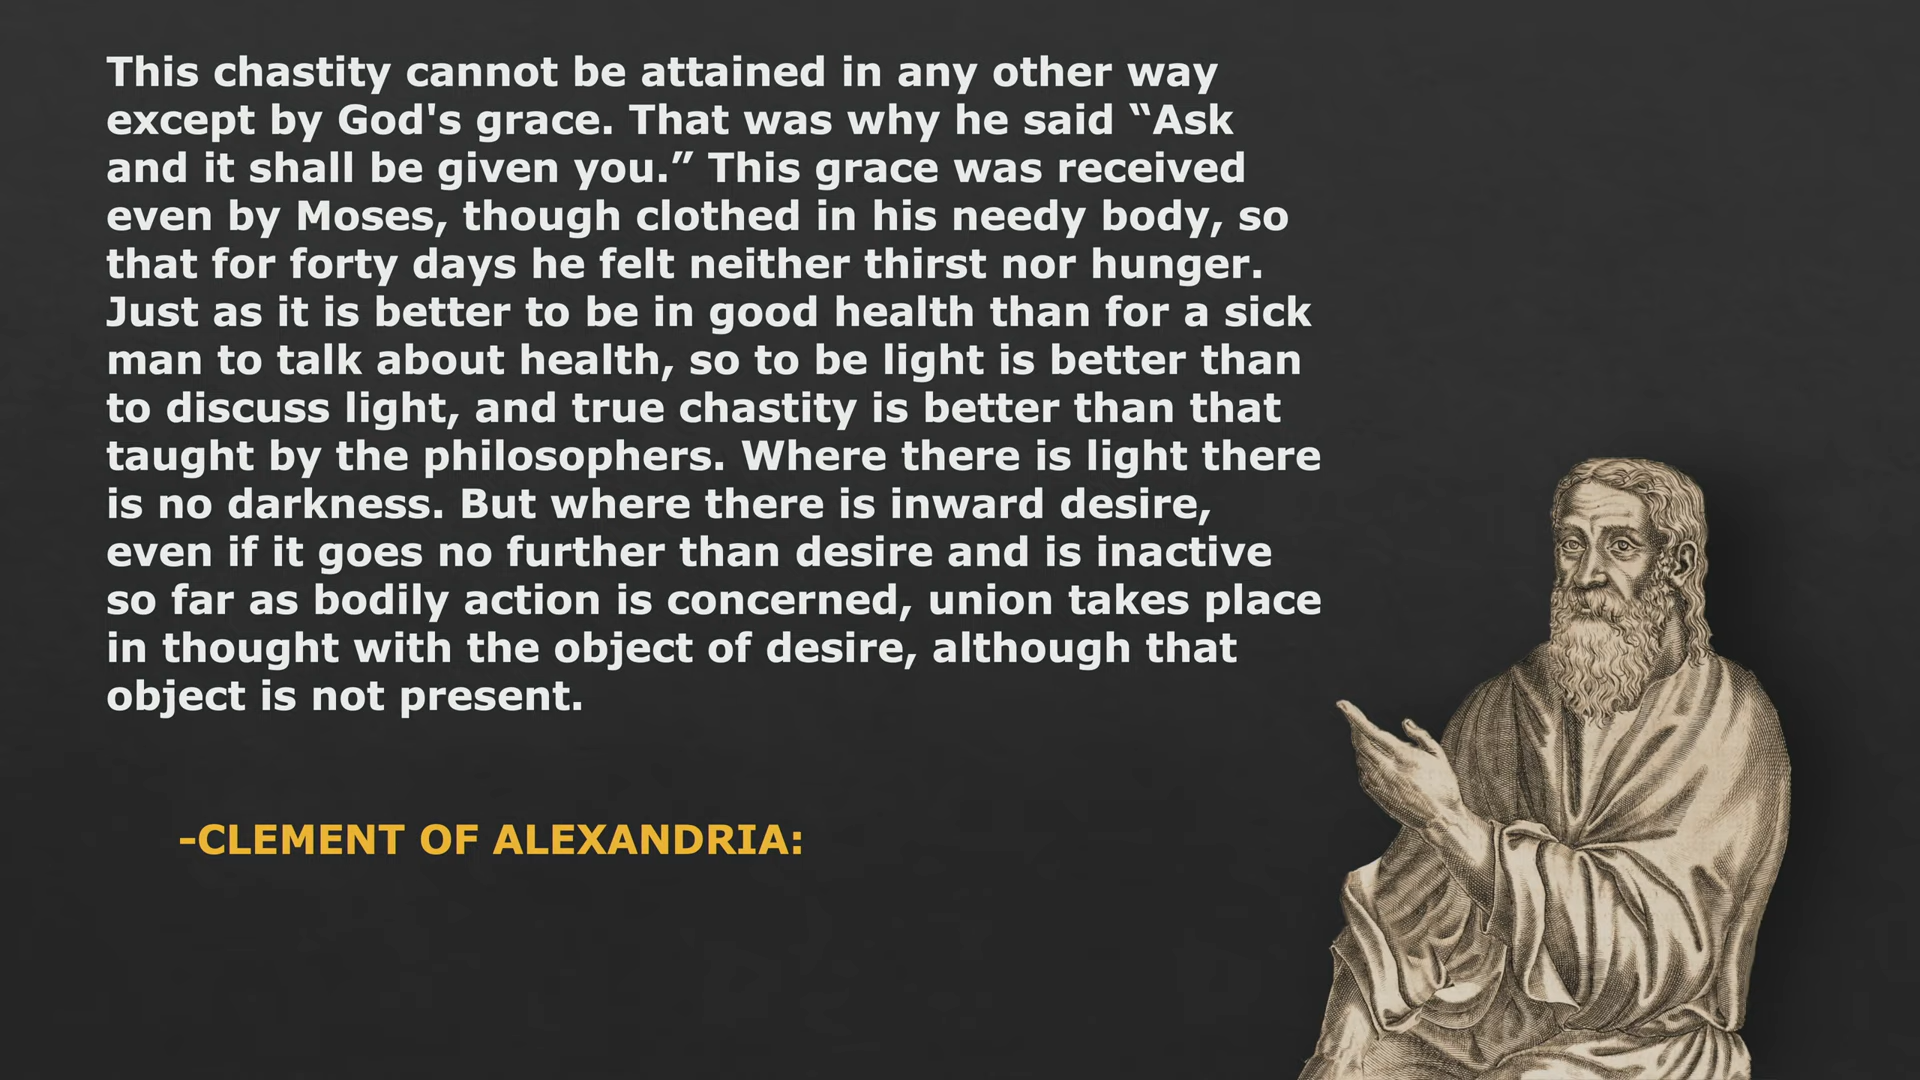 This chastity cannot be attained in any other way
except by God's grace. That was why he said “Ask
and it shall be given you.” This grace was received
even by Moses, though clothed in his needy body, so
that for forty days he felt neither thirst nor hunger.
Just as it is better to be in good health than for a sick
man to talk about health, so to be light is better than
to discuss light, and true chastity is better than that
taught by the philosophers. Where there is light there
is no darkness. But where there is inward desire,
even if it goes no further than desire and is inactive
so far as bodily action is concerned, union takes place
in thought with the object of desire, although that
object is not present.
-CLEMENT OF ALEXANDRIA: